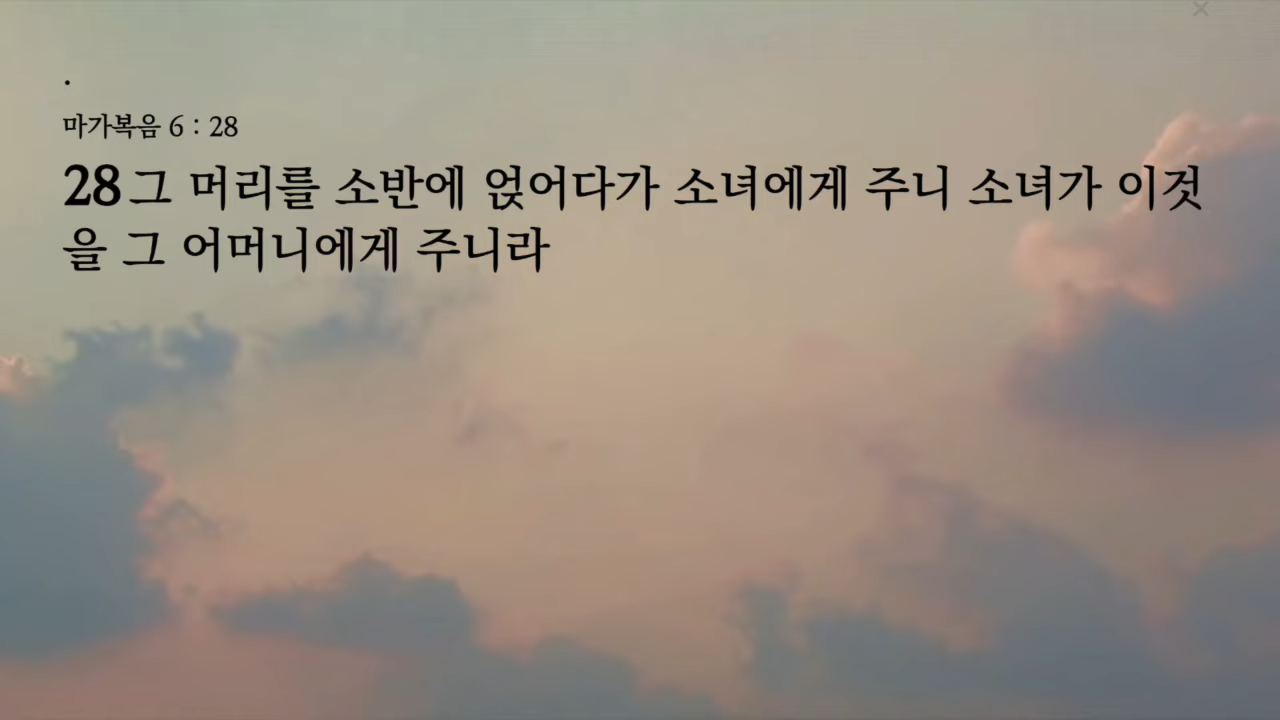 .
마가복음 6 : 28
28그 머리를 소반에 얹어다가 소녀에게 주니 소녀가 이것
을 그 어머니에게 주니라